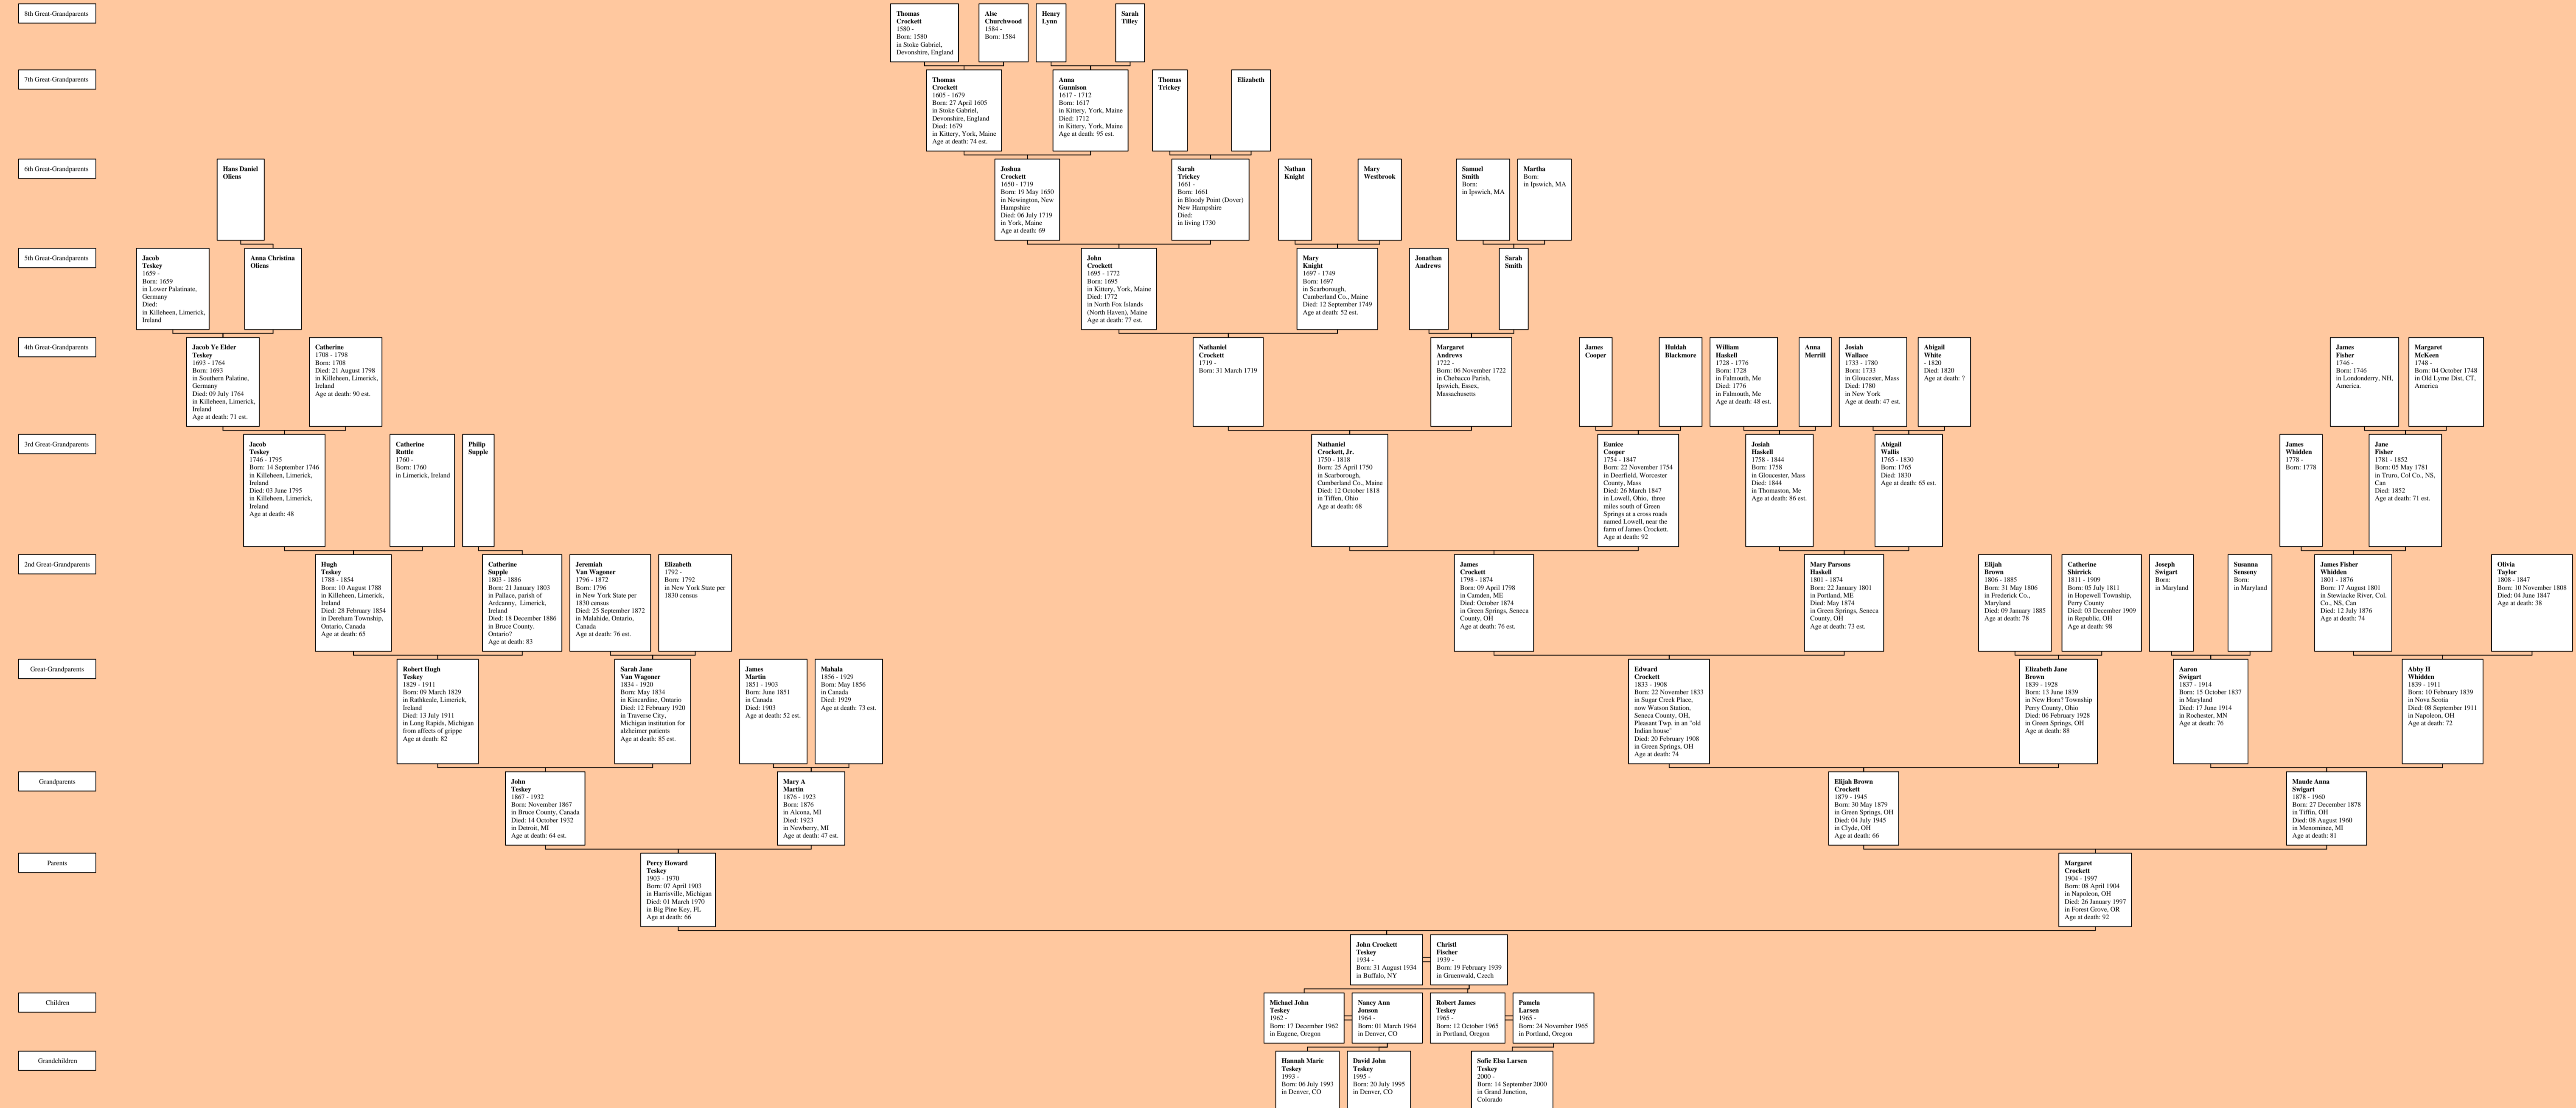 8th Great-Grandparents
Thomas
Crockett
1580 -
Born: 1580
in Stoke Gabriel,
Devonshire, England
Alse
Churchwood
1584 -
Born: 1584
Henry
Lynn
Sarah
Tilley
7th Great-Grandparents
Thomas
Crockett
1605 - 1679
Born: 27 April 1605
in Stoke Gabriel,
Devonshire, England
Died: 1679
in Kittery, York, Maine
Age at death: 74 est.
Anna
Gunnison
1617 - 1712
Born: 1617
in Kittery, York, Maine
Died: 1712
in Kittery, York, Maine
Age at death: 95 est.
Thomas
Trickey
Elizabeth
6th Great-Grandparents
Hans Daniel
Oliens
Joshua
Crockett
1650 - 1719
Born: 19 May 1650
in Newington, New
Hampshire
Died: 06 July 1719
in York, Maine
Age at death: 69
Sarah
Trickey
1661 -
Born: 1661
in Bloody Point (Dover)
New Hampshire
Died:
in living 1730
Nathan
Knight
Mary
Westbrook
Samuel
Smith
Born:
in Ipswich, MA
Martha
Born:
in Ipswich, MA
5th Great-Grandparents
Jacob
Teskey
1659 -
Born: 1659
in Lower Palatinate,
Germany
Died:
in Killeheen, Limerick,
Ireland
Anna Christina
Oliens
John
Crockett
1695 - 1772
Born: 1695
in Kittery, York, Maine
Died: 1772
in North Fox Islands
(North Haven), Maine
Age at death: 77 est.
Mary
Knight
1697 - 1749
Born: 1697
in Scarborough,
Cumberland Co., Maine
Died: 12 September 1749
Age at death: 52 est.
Jonathan
Andrews
Sarah
Smith
4th Great-Grandparents
Jacob Ye Elder
Teskey
1693 - 1764
Born: 1693
in Southern Palatine,
Germany
Died: 09 July 1764
in Killeheen, Limerick,
Ireland
Age at death: 71 est.
Catherine
1708 - 1798
Born: 1708
Died: 21 August 1798
in Killeheen, Limerick,
Ireland
Age at death: 90 est.
Nathaniel
Crockett
1719 -
Born: 31 March 1719
Margaret
Andrews
1722 -
Born: 06 November 1722
in Chebacco Parish,
Ipswich, Essex,
Massachusetts
James
Cooper
Huldah
Blackmore
William
Haskell
1728 - 1776
Born: 1728
in Falmouth, Me
Died: 1776
in Falmouth, Me
Age at death: 48 est.
Anna
Merrill
Josiah
Wallace
1733 - 1780
Born: 1733
in Gloucester, Mass
Died: 1780
in New York
Age at death: 47 est.
Abigail
White
- 1820
Died: 1820
Age at death: ?
James
Fisher
1746 -
Born: 1746
in Londonderry, NH,
America.
Margaret
McKeen
1748 -
Born: 04 October 1748
in Old Lyme Dist, CT,
America
3rd Great-Grandparents
Jacob
Teskey
1746 - 1795
Born: 14 September 1746
in Killeheen, Limerick,
Ireland
Died: 03 June 1795
in Killeheen, Limerick,
Ireland
Age at death: 48
Catherine
Ruttle
1760 -
Born: 1760
in Limerick, Ireland
Philip
Supple
Nathaniel
Crockett, Jr.
1750 - 1818
Born: 25 April 1750
in Scarborough,
Cumberland Co., Maine
Died: 12 October 1818
in Tiffen, Ohio
Age at death: 68
Eunice
Cooper
1754 - 1847
Born: 22 November 1754
in Deerfield, Worcester
County, Mass
Died: 26 March 1847
in Lowell, Ohio, three
miles south of Green
Springs at a cross roads
named Lowell, near the
farm of James Crockett.
Age at death: 92
Josiah
Haskell
1758 - 1844
Born: 1758
in Gloucester, Mass
Died: 1844
in Thomaston, Me
Age at death: 86 est.
Abigail
Wallis
1765 - 1830
Born: 1765
Died: 1830
Age at death: 65 est.
James
Whidden
1778 -
Born: 1778
Jane
Fisher
1781 - 1852
Born: 05 May 1781
in Truro, Col Co., NS,
Can
Died: 1852
Age at death: 71 est.
2nd Great-Grandparents
Hugh
Teskey
1788 - 1854
Born: 10 August 1788
in Killeheen, Limerick,
Ireland
Died: 28 February 1854
in Dereham Township,
Ontario, Canada
Age at death: 65
Catherine
Supple
1803 - 1886
Born: 21 January 1803
in Pallace, parish of
Ardcanny, Limerick,
Ireland
Died: 18 December 1886
in Bruce County.
Ontario?
Age at death: 83
Jeremiah
Van Wagoner
1796 - 1872
Born: 1796
in New York State per
1830 census
Died: 25 September 1872
in Malahide, Ontario,
Canada
Age at death: 76 est.
Elizabeth
1792 -
Born: 1792
in New York State per
1830 census
James
Crockett
1798 - 1874
Born: 09 April 1798
in Camden, ME
Died: October 1874
in Green Springs, Seneca
County, OH
Age at death: 76 est.
Mary Parsons
Haskell
1801 - 1874
Born: 22 January 1801
in Portland, ME
Died: May 1874
in Green Springs, Seneca
County, OH
Age at death: 73 est.
Elijah
Brown
1806 - 1885
Born: 31 May 1806
in Frederick Co.,
Maryland
Died: 09 January 1885
Age at death: 78
Catherine
Shirrick
1811 - 1909
Born: 05 July 1811
in Hopewell Township,
Perry County
Died: 03 December 1909
in Republic, OH
Age at death: 98
Joseph
Swigart
Born:
in Maryland
Susanna
Senseny
Born:
in Maryland
James Fisher
Whidden
1801 - 1876
Born: 17 August 1801
in Stewiacke River, Col.
Co., NS, Can
Died: 12 July 1876
Age at death: 74
Olivia
Taylor
1808 - 1847
Born: 10 November 1808
Died: 04 June 1847
Age at death: 38
Great-Grandparents
Robert Hugh
Teskey
1829 - 1911
Born: 09 March 1829
in Rathkeale, Limerick,
Ireland
Died: 13 July 1911
in Long Rapids, Michigan
from affects of grippe
Age at death: 82
Sarah Jane
Van Wagoner
1834 - 1920
Born: May 1834
in Kincardine, Ontario
Died: 12 February 1920
in Traverse City,
Michigan institution for
alzheimer patients
Age at death: 85 est.
James
Martin
1851 - 1903
Born: June 1851
in Canada
Died: 1903
Age at death: 52 est.
Mahala
1856 - 1929
Born: May 1856
in Canada
Died: 1929
Age at death: 73 est.
Edward
Crockett
1833 - 1908
Born: 22 November 1833
in Sugar Creek Place,
now Watson Station,
Seneca County, OH,
Pleasant Twp. in an "old
Indian house"
Died: 20 February 1908
in Green Springs, OH
Age at death: 74
Elizabeth Jane
Brown
1839 - 1928
Born: 13 June 1839
in New Horn? Township
Perry County, Ohio
Died: 06 February 1928
in Green Springs, OH
Age at death: 88
Aaron
Swigart
1837 - 1914
Born: 15 October 1837
in Maryland
Died: 17 June 1914
in Rochester, MN
Age at death: 76
Abby H
Whidden
1839 - 1911
Born: 10 February 1839
in Nova Scotia
Died: 08 September 1911
in Napoleon, OH
Age at death: 72
Grandparents
John
Teskey
1867 - 1932
Born: November 1867
in Bruce County, Canada
Died: 14 October 1932
in Detroit, MI
Age at death: 64 est.
Mary A
Martin
1876 - 1923
Born: 1876
in Alcona, MI
Died: 1923
in Newberry, MI
Age at death: 47 est.
Elijah Brown
Crockett
1879 - 1945
Born: 30 May 1879
in Green Springs, OH
Died: 04 July 1945
in Clyde, OH
Age at death: 66
Maude Anna
Swigart
1878 - 1960
Born: 27 December 1878
in Tiffin, OH
Died: 08 August 1960
in Menominee, MI
Age at death: 81
Parents
Percy Howard
Teskey
1903 - 1970
Born: 07 April 1903
in Harrisville, Michigan
Died: 01 March 1970
in Big Pine Key, FL
Age at death: 66
Margaret
Crockett
1904 - 1997
Born: 08 April 1904
in Napoleon, OH
Died: 26 January 1997
in Forest Grove, OR
Age at death: 92
John Crockett
Teskey
1934 -
Born: 31 August 1934
in Buffalo, NY
Christl
Fischer
1939 -
Born: 19 February 1939
in Gruenwald, Czech
Children
Michael John
Teskey
1962 -
Born: 17 December 1962
in Eugene, Oregon
Nancy Ann
Jonson
1964 -
Born: 01 March 1964
in Denver, CO
Robert James
Teskey
1965 -
Born: 12 October 1965
in Portland, Oregon
Pamela
Larsen
1965 -
Born: 24 November 1965
in Portland, Oregon
Grandchildren
Hannah Marie
Teskey
1993 -
Born: 06 July 1993
in Denver, CO
David John
Teskey
1995 -
Born: 20 July 1995
in Denver, CO
Sofie Elsa Larsen
Teskey
2000 -
Born: 14 September 2000
in Grand Junction,
Colorado